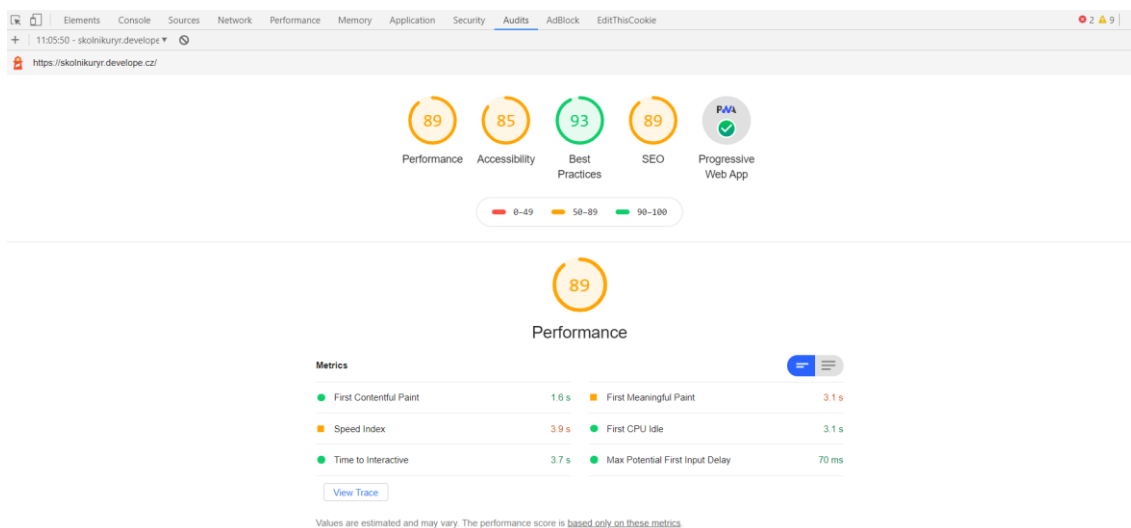 Elements Console Sources Network Performance Memory Application Security Audits AdBlock EditThisCookie 2 9
+ 11:05:50 - skolnikuryr.develope
https://skolnikuryr.develope.cz/
89 85 93 89 PWA
Performance Accessibility Best Practices SEO Progressive Web App
0-49 50-89 90-100
89
Performance
Metrics
First Contentful Paint 1.6 s First Meaningful Paint 3.1 s
Speed Index 3.9 s First CPU Idle 3.1 s
Time to Interactive 3.7 s Max Potential First Input Delay 70 ms
View Trace
Values are estimated and may vary. The performance score is based only on these metrics.